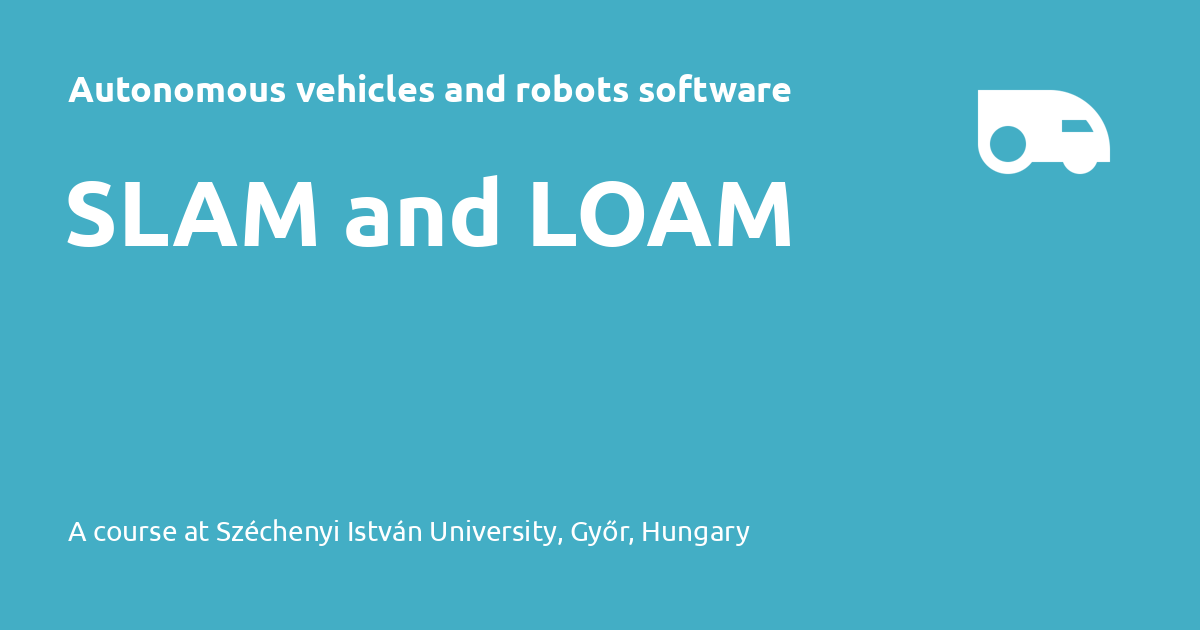 Autonomous vehicles and robots software
SLAM and LOAM
A course at Széchenyi István University, Győr, Hungary